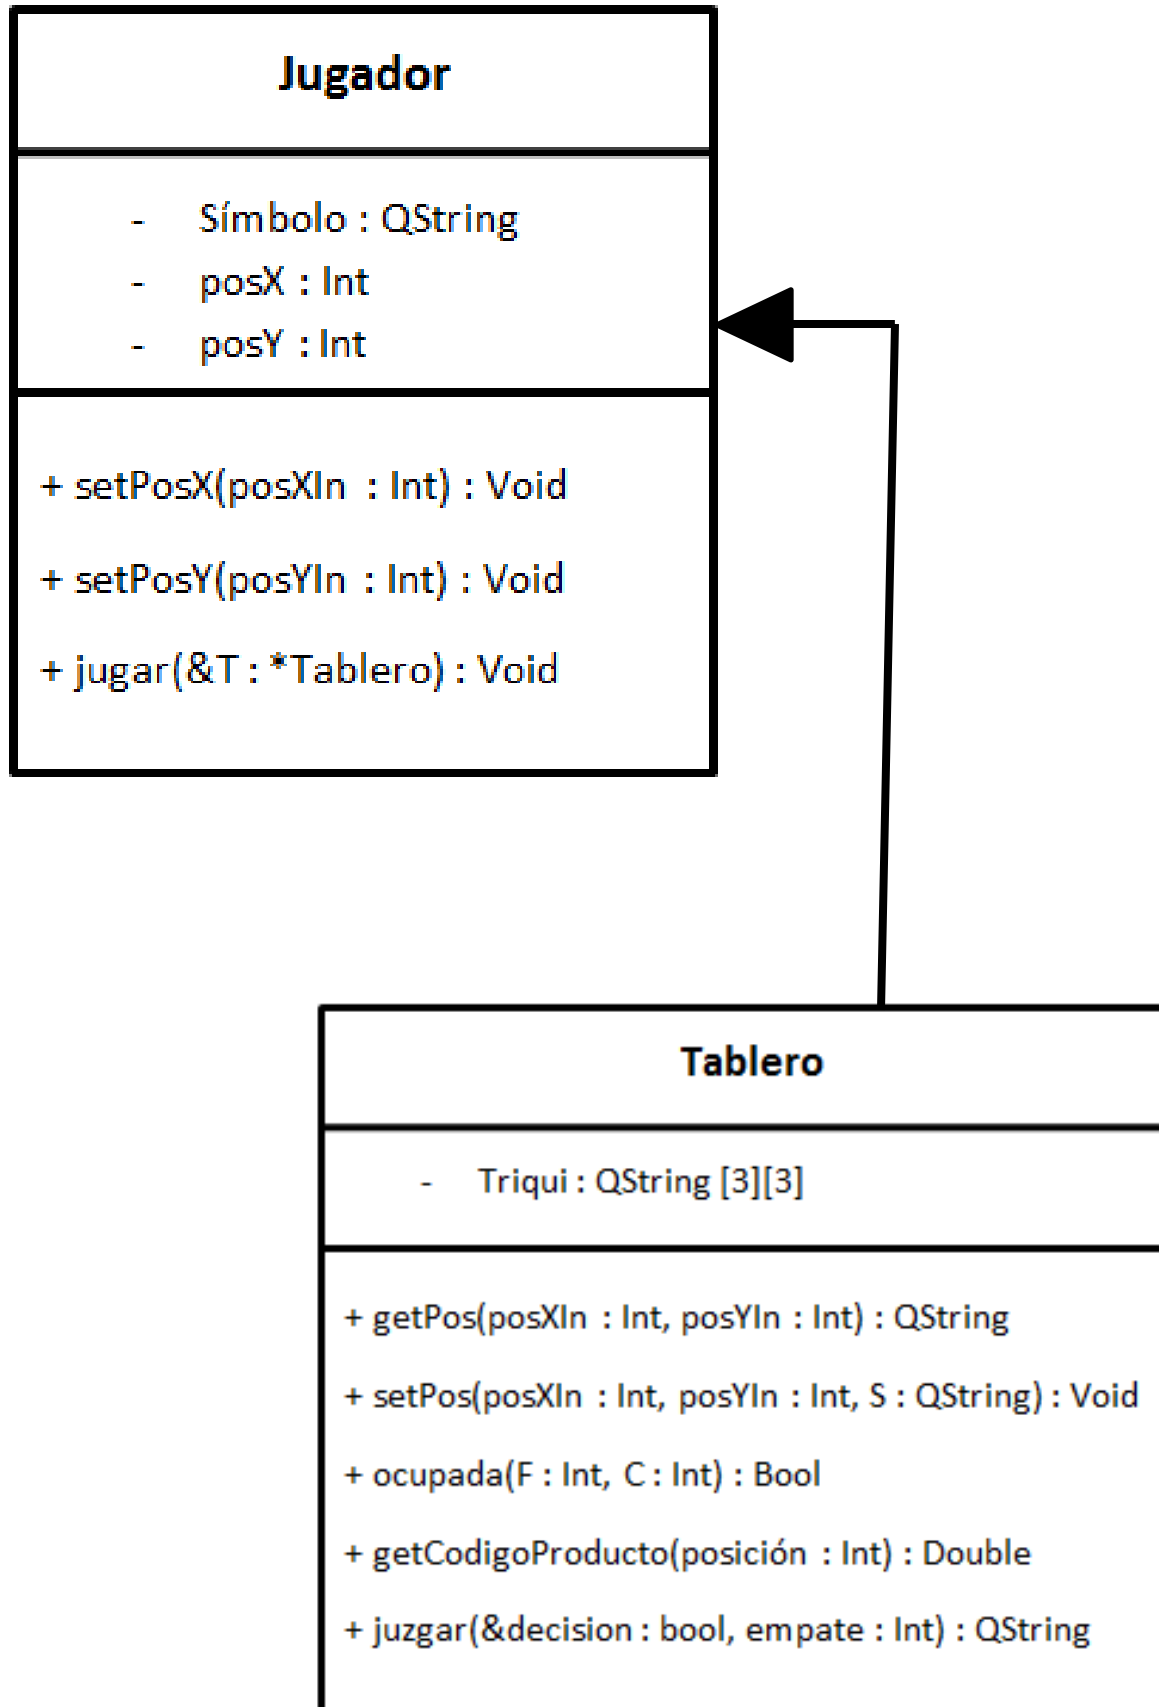 Jugador
- Símbolo : QString
- posX : Int
- posY : Int
+ setPosX(posXIn : Int) : Void
+ setPosY(posYIn : Int) : Void
+ jugar(&T : *Tablero) : Void
Tablero
- Triqui : QString [3][3]
+ getPos(posXIn : Int, posYIn : Int) : QString
+ setPos(posXIn : Int, posYIn : Int, S : QString) : Void
+ ocupada(F : Int, C : Int) : Bool
+ getCodigoProducto(posición : Int) : Double
+ juzgar(&decision : bool, empate : Int) : QString